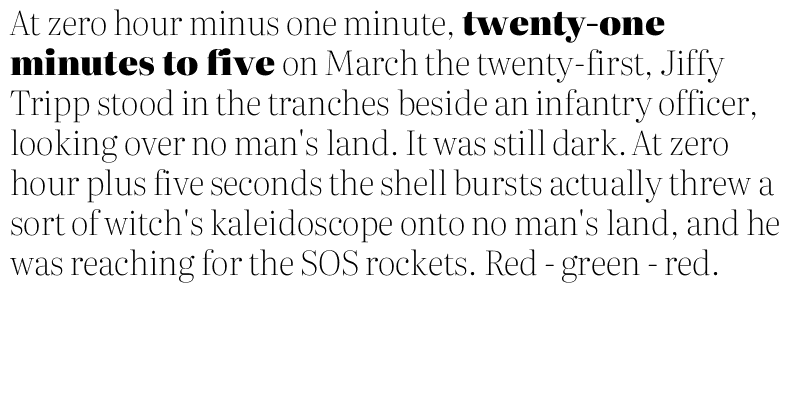 At zero hour minus one minute, twenty-one
minutes to five on March the twenty-first, Jiffy
Tripp stood in the tranches beside an infantry officer,
looking over no man's land. It was still dark. At zero
hour plus five seconds the shell bursts actually threw a
sort of witch's kaleidoscope onto no man's land, and he
was reaching for the SOS rockets. Red - green - red.